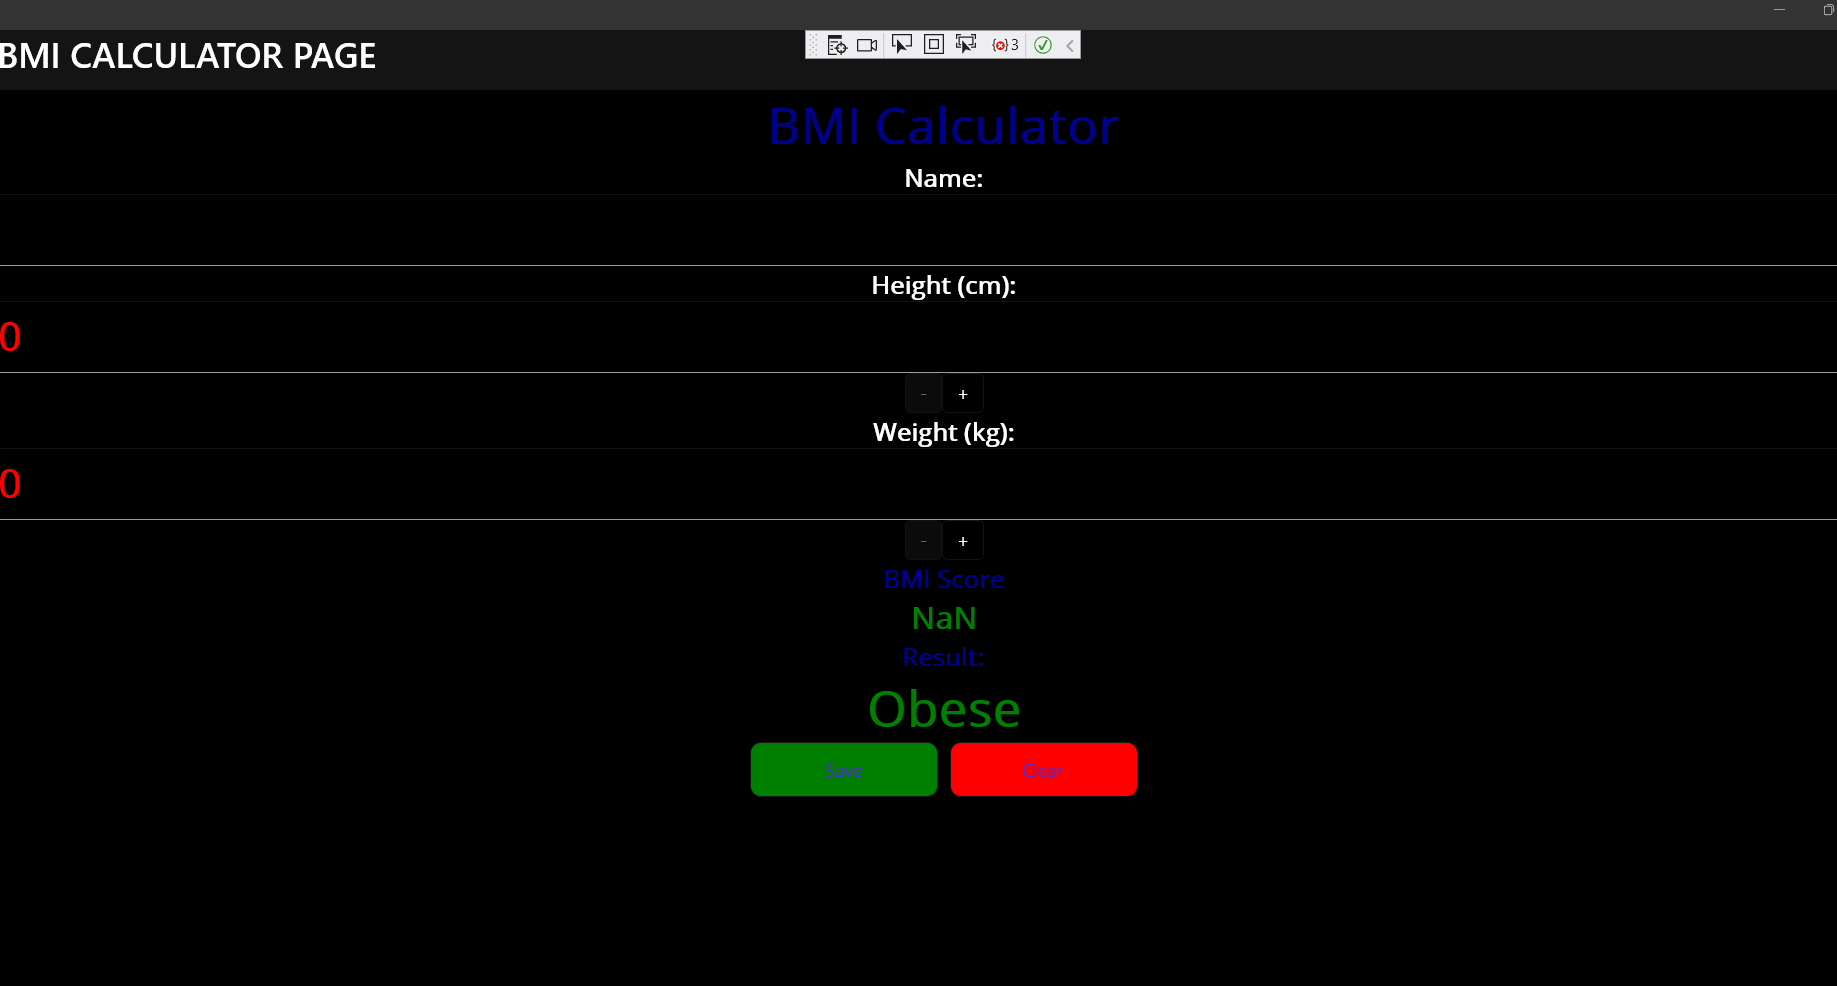 BMI CALCULATOR PAGE
3
BMI Calculator
Name:
Height (cm):
0
- +
Weight (kg):
0
- +
BMI Score
NaN
Result:
Obese
Save Clear